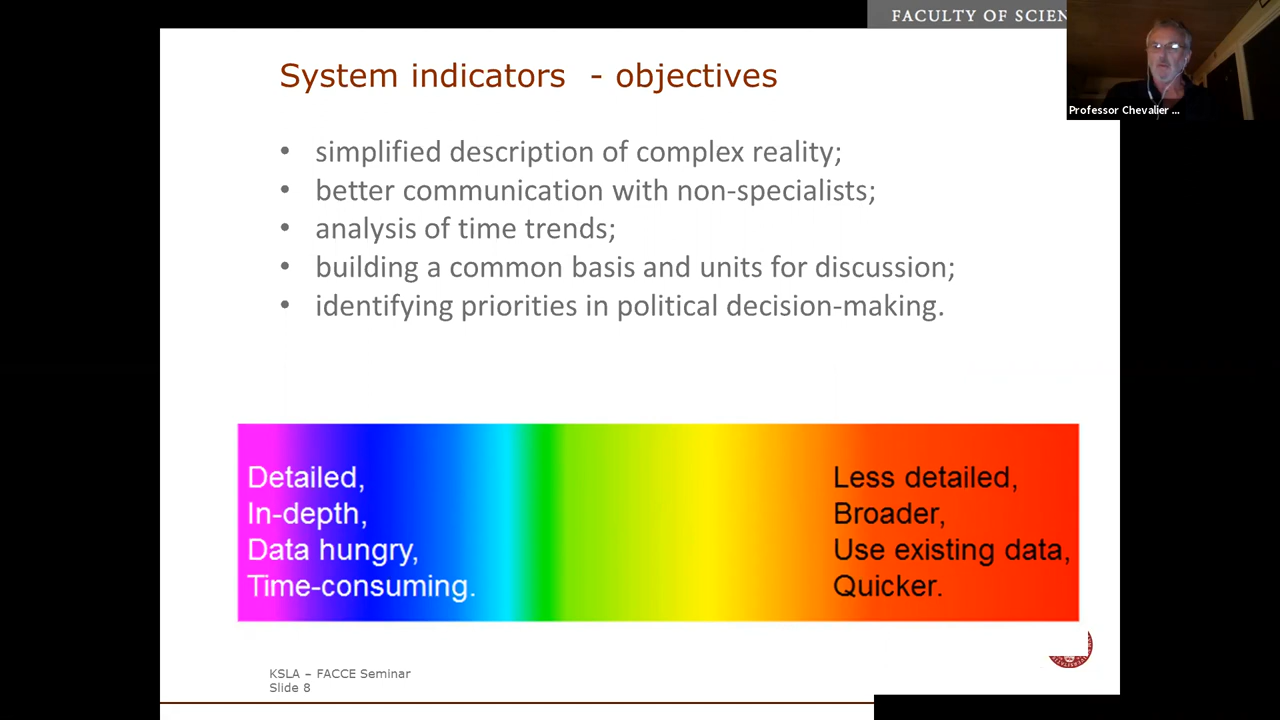 FACULTY OF SCIEN
Professor Chevalier ...
System indicators - objectives
• simplified description of complex reality;
• better communication with non-specialists;
• analysis of time trends;
• building a common basis and units for discussion;
• identifying priorities in political decision-making.
Detailed,
In-depth,
Data hungry,
Time-consuming.
Less detailed,
Broader,
Use existing data,
Quicker.
KSLA – FACCE Seminar
Slide 8